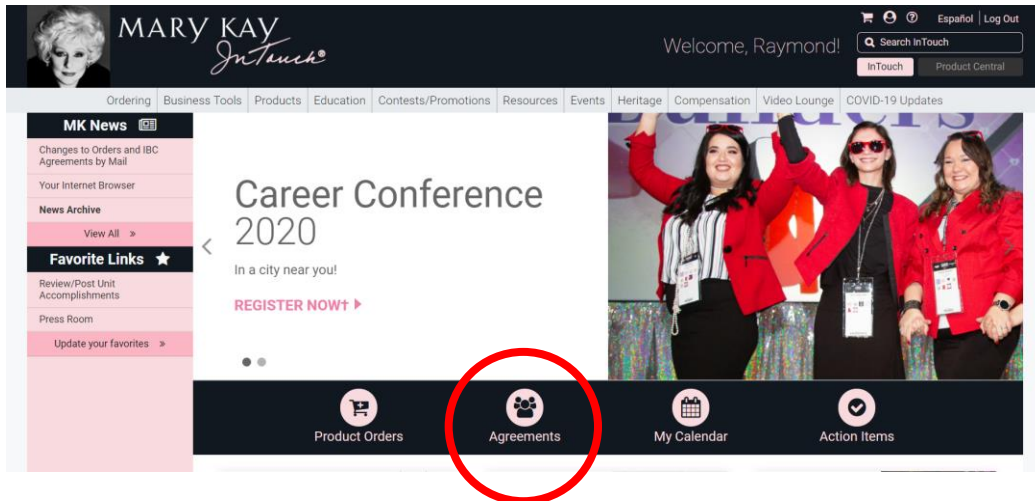 MARY KAY
InTouch®
Welcome, Raymond!
Español | Log Out
Search InTouch
InTouch
Product Central
Ordering
Business Tools
Products
Education
Contests/Promotions
Resources
Events
Heritage
Compensation
Video Lounge
COVID-19 Updates
MK News
Changes to Orders and IBC
Agreements by Mail
Your Internet Browser
News Archive
View All »
Favorite Links
Review/Post Unit
Accomplishments
Press Room
Update your favorites »
Career Conference
2020
In a city near you!
REGISTER NOW†
Product Orders
Agreements
My Calendar
Action Items